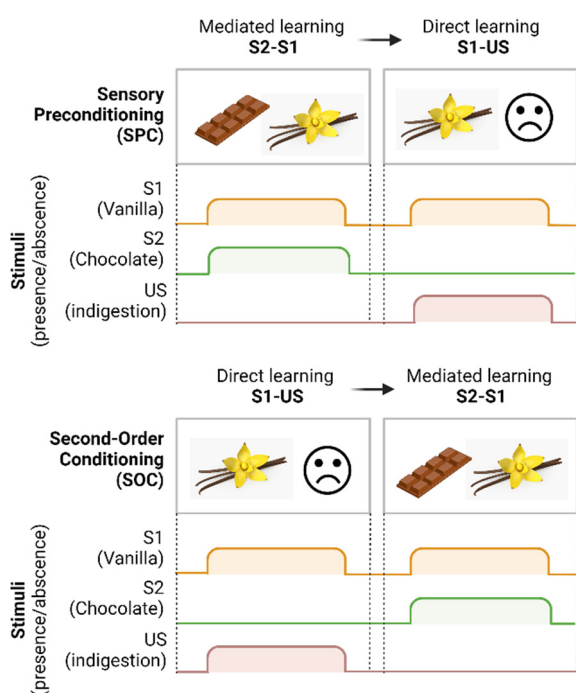 Mediated learning
S2-S1
Direct learning
S1-US
Sensory
Preconditioning
(SPC)
S1
(Vanilla)
S2
(Chocolate)
US
(indigestion)
Stimuli
(presence/abscence)
Direct learning
S1-US
Mediated learning
S2-S1
Second-Order
Conditioning
(SOC)
S1
(Vanilla)
S2
(Chocolate)
US
(indigestion)
Stimuli
(presence/abscence)